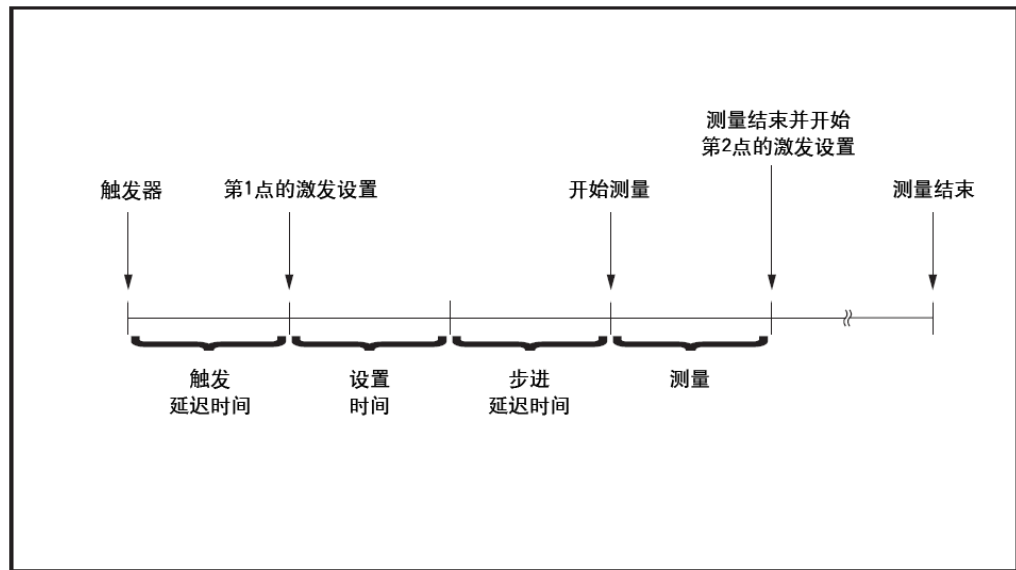 测量结束并开始
第2点的激发设置
触发器
第1点的激发设置
开始测量
测量结束
触发
延迟时间
设置
时间
步进
延迟时间
测量